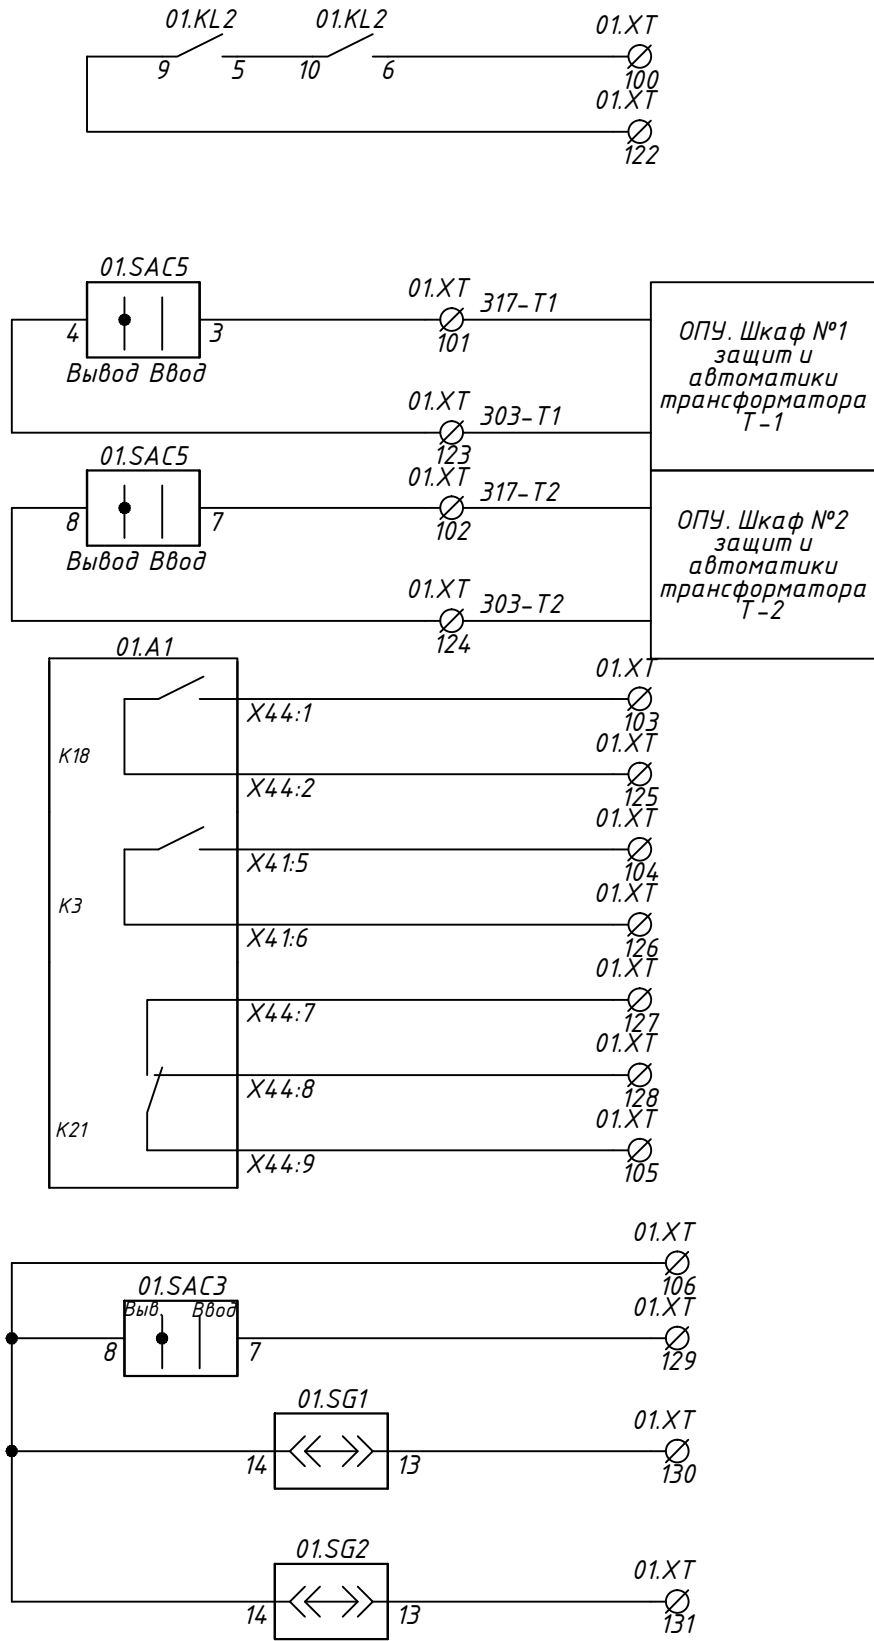 01.KL2 01.KL2 01.XT
9 5 10 6 100
01.XT
122
01.SAC5
4 3
Вывод Ввод
01.XT 317-Т1
101
01.XT 303-Т1
123
ОПУ. Шкаф №1
защит и
автоматики
трансформатора
Т-1
01.SAC5
8 7
Вывод Ввод
01.XT 317-Т2
102
01.XT 303-Т2
124
ОПУ. Шкаф №2
защит и
автоматики
трансформатора
Т-2
01.A1
01.XT
X44:1 103
K18
01.XT
X44:2 125
01.XT
X41:5 104
K3
01.XT
X41:6 126
01.XT
X44:7 127
01.XT
X44:8 128
K21
01.XT
X44:9 105
01.XT
106
01.SAC3 01.XT
Выв. Ввод
8 7 129
01.SG1 01.XT
14 13 130
01.SG2 01.XT
14 13 131